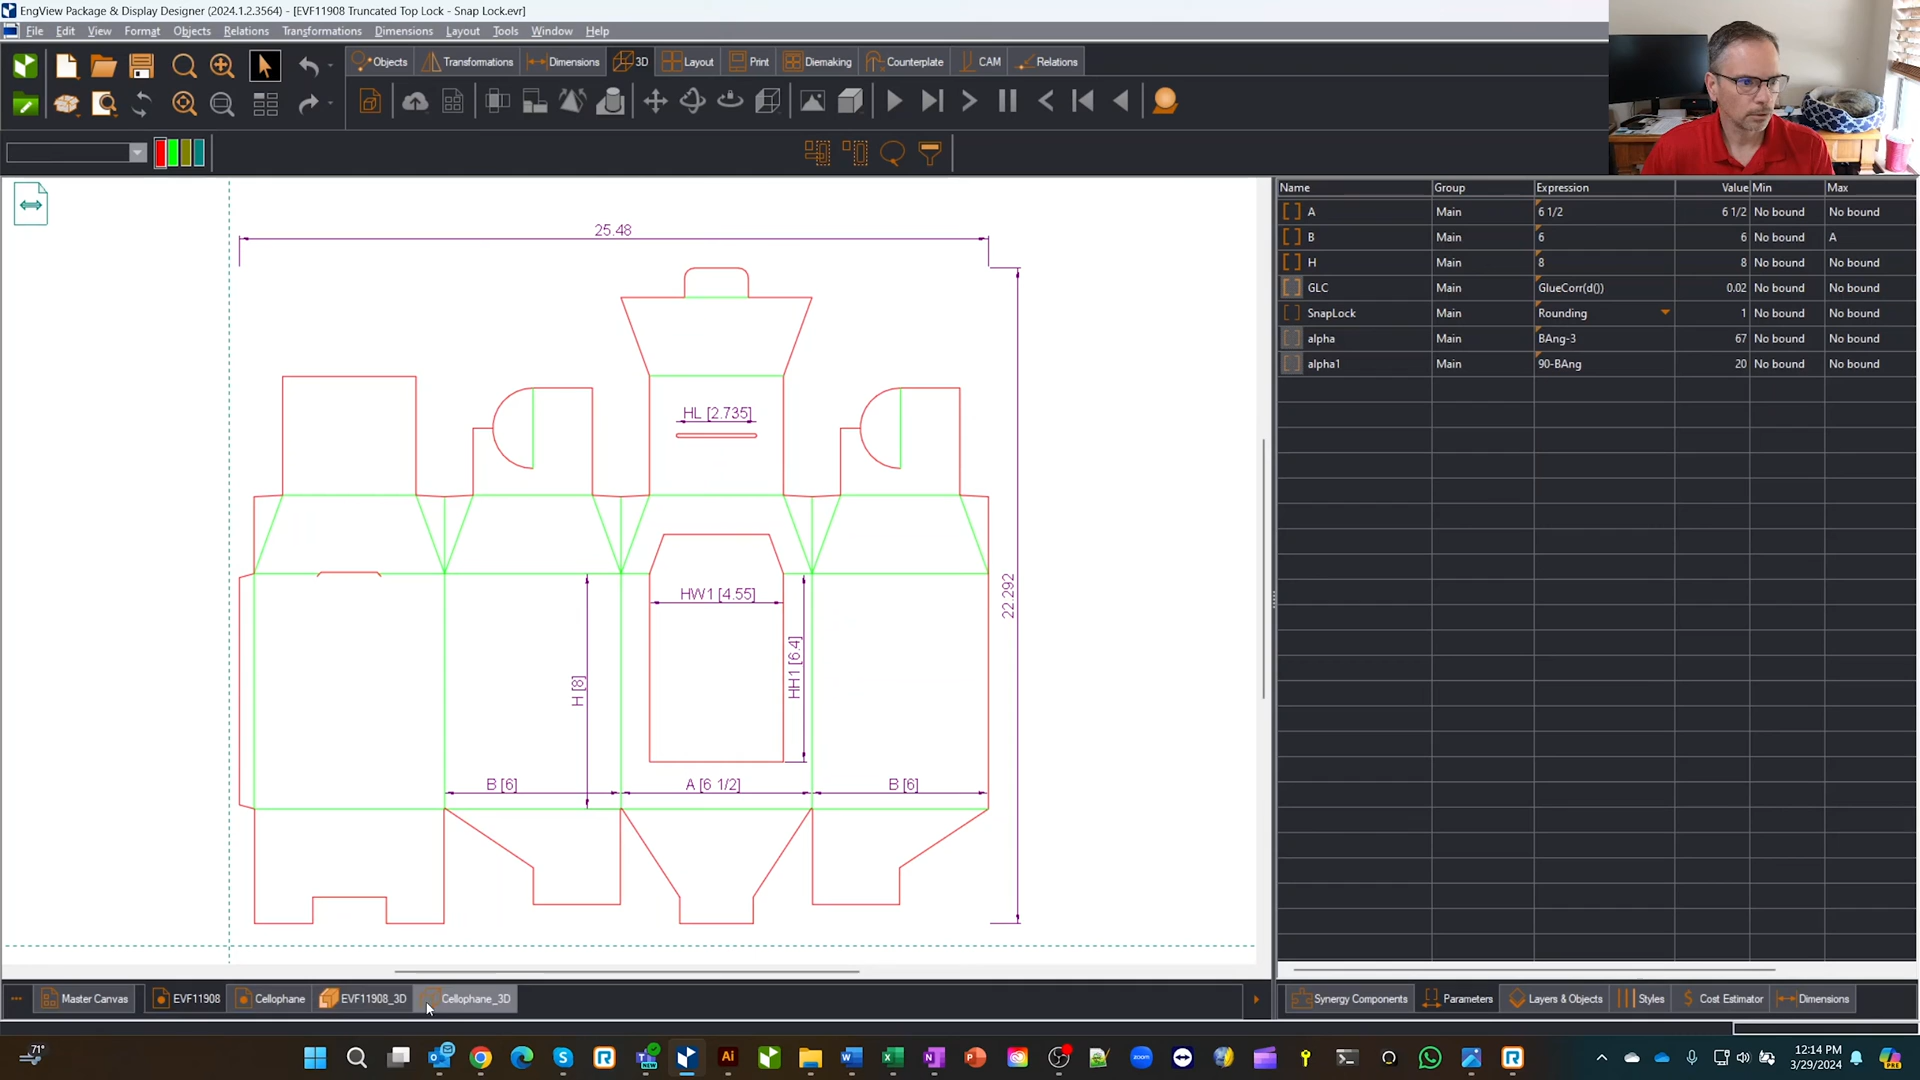 EngView Package & Display Designer (2024.1.2.3564) - [EVF11908 Truncated Top Lock - Snap Lock.evr]
File Edit View Format Objects Relations Transformations Dimensions Layout Tools Window Help
Objects Transformations Dimensions 3D Layout Print Diemaking Counterplate CAM Relations
Name Group Expression Value Min Max
A Main 6 1/2 6 1/2 No bound No bound
B Main 6 6 No bound A
H Main 8 8 No bound No bound
GLC Main GlueCorr(d()) 0.02 No bound No bound
SnapLock Main Rounding 1 No bound No bound
alpha Main BAng-3 67 No bound No bound
alpha1 Main 90-BAng 20 No bound No bound
25.48
HL [2.735]
HW1 [4.55]
22.292
HH1 [6.4]
H [8]
B [6] A [6 1/2] B [6]
Master Canvas EVF11908 Cellophane EVF11908_3D Cellophane_3D
Synergy Components Parameters Layers & Objects Styles Cost Estimator Dimensions
71°
NEW
zoom
12:14 PM
3/29/2024
PRE